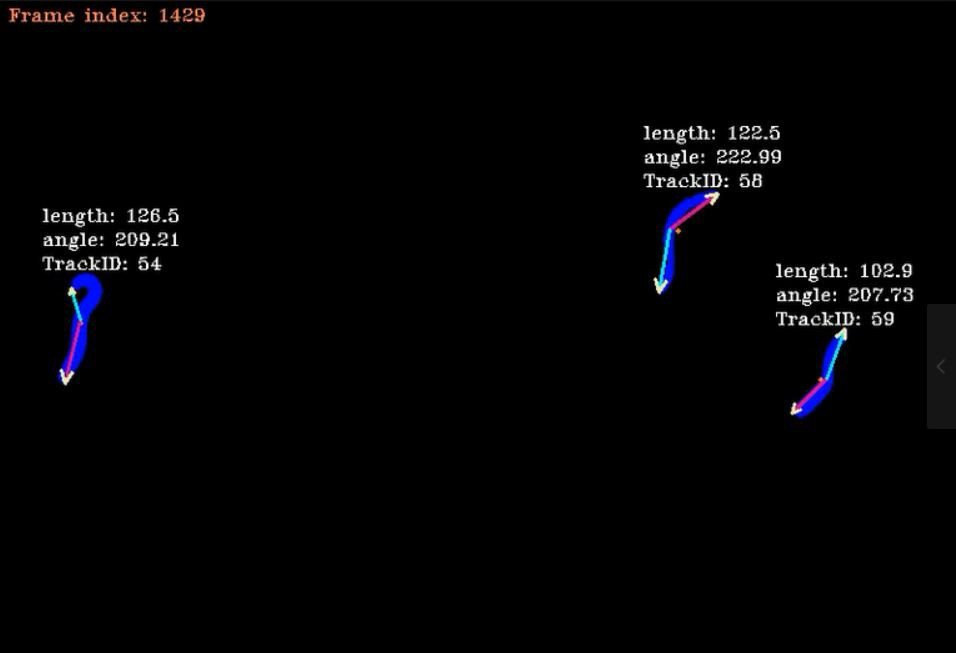 Frame index: 1429
length: 122.5
angle: 222.99
TrackID: 58
length: 126.5
angle: 209.21
TrackID: 54
length: 102.9
angle: 207.73
TrackID: 59